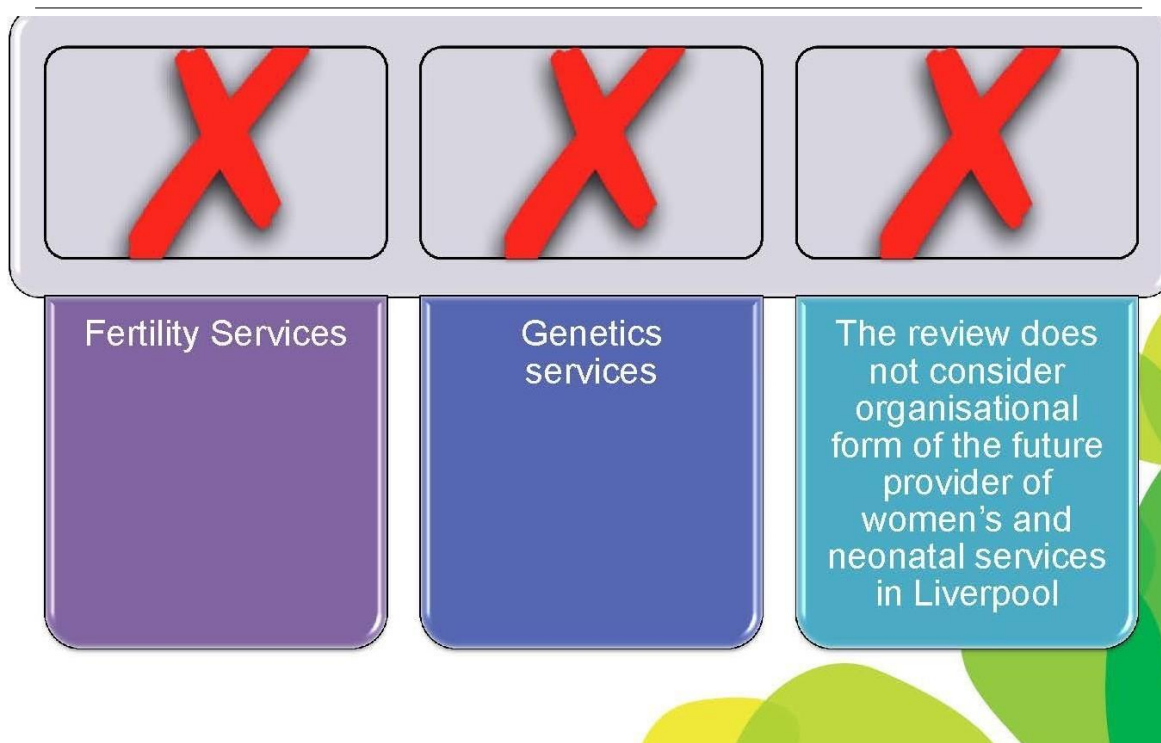 Fertility Services
Genetics
services
The review does
not consider
organisational
form of the future
provider of
women's and
neonatal services
in Liverpool